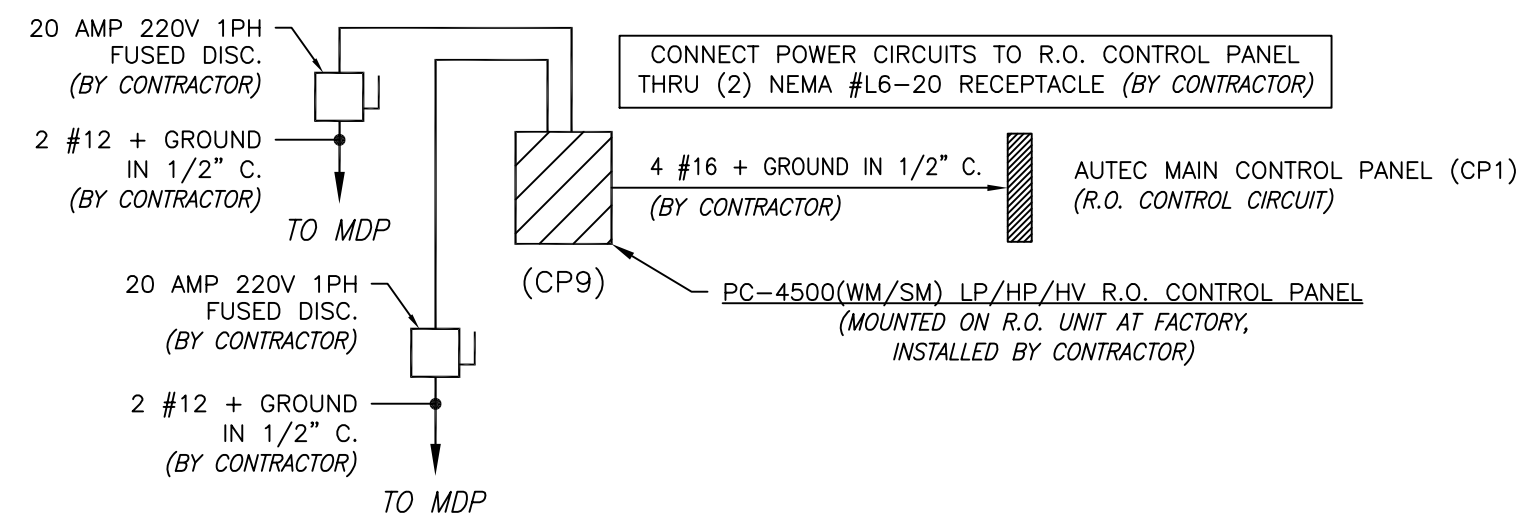 20 AMP 220V 1PH
FUSED DISC.
(BY CONTRACTOR)
2 #12 + GROUND
IN 1/2" C.
(BY CONTRACTOR)
TO MDP
CONNECT POWER CIRCUITS TO R.O. CONTROL PANEL
THRU (2) NEMA #L6-20 RECEPTACLE (BY CONTRACTOR)
4 #16 + GROUND IN 1/2" C.
(BY CONTRACTOR)
AUTEC MAIN CONTROL PANEL (CP1)
(R.O. CONTROL CIRCUIT)
(CP9)
PC-4500(WM/SM) LP/HP/HV R.O. CONTROL PANEL
(MOUNTED ON R.O. UNIT AT FACTORY,
INSTALLED BY CONTRACTOR)
20 AMP 220V 1PH
FUSED DISC.
(BY CONTRACTOR)
2 #12 + GROUND
IN 1/2" C.
(BY CONTRACTOR)
TO MDP